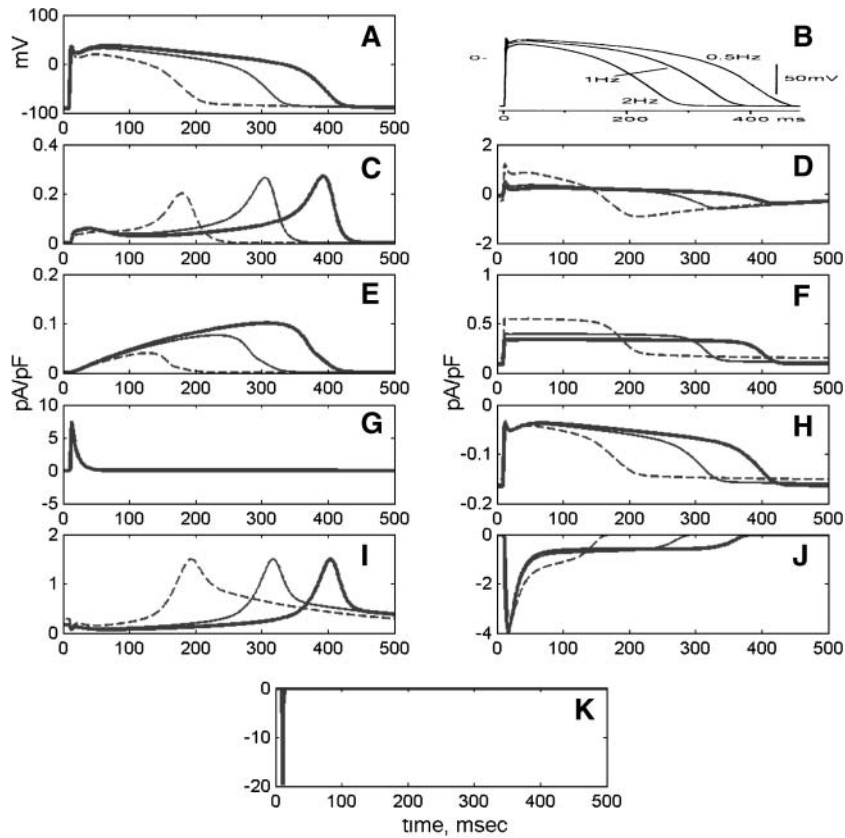 100
0
-100
mV
A
0 100 200 300 400 500
0-
B
0.5Hz
1Hz
2Hz
50mV
0 200 400 ms
0.4
0.2
0
C
0 100 200 300 400 500
2
0
-2
D
0 100 200 300 400 500
0.2
0.1
0
E
0 100 200 300 400 500
1
0.5
0
F
0 100 200 300 400 500
pA/pF
pA/pF
10
5
0
-5
G
0 100 200 300 400 500
0
-0.1
-0.2
H
0 100 200 300 400 500
2
1
0
I
0 100 200 300 400 500
0
-2
-4
J
0 100 200 300 400 500
0
-10
-20
K
0 100 200 300 400 500
time, msec